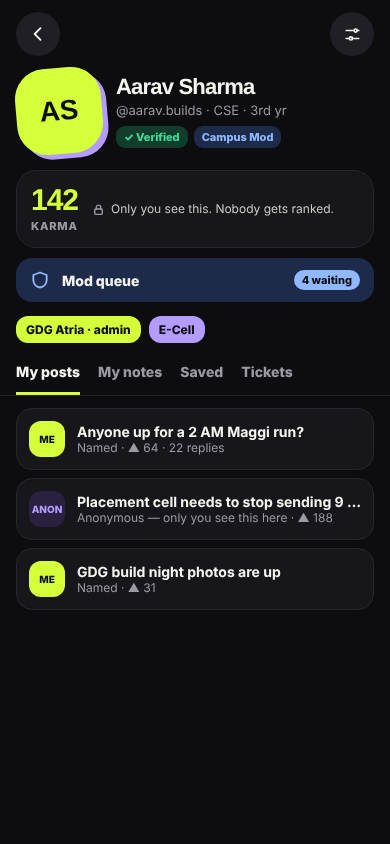 AS
Aarav Sharma
@aarav.builds · CSE · 3rd yr
✓ Verified
Campus Mod
142
KARMA
Only you see this. Nobody gets ranked.
Mod queue
4 waiting
GDG Atria · admin
E-Cell
My posts
My notes
Saved
Tickets
ME
Anyone up for a 2 AM Maggi run?
Named · ▲ 64 · 22 replies
ANON
Placement cell needs to stop sending 9 ...
Anonymous — only you see this here · ▲ 188
ME
GDG build night photos are up
Named · ▲ 31